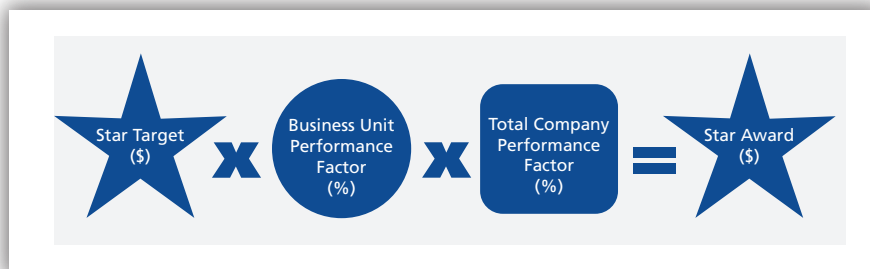 Star Target
($)
x
Business Unit
Performance
Factor
(%)
x
Total Company
Performance
Factor
(%)
=
Star Award
($)